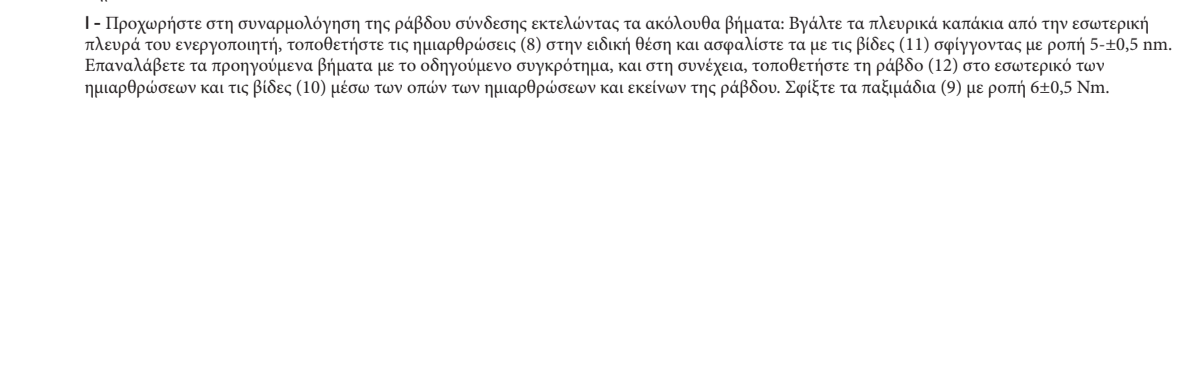 I - Προχωρήστε στη συναρμολόγηση της ράβδου σύνδεσης εκτελώντας τα ακόλουθα βήματα: Βγάλτε τα πλευρικά καπάκια από την εσωτερική
πλευρά του ενεργοποιητή, τοποθετήστε τις ημιαρθρώσεις (8) στην ειδική θέση και ασφαλίστε τα με τις βίδες (11) σφίγγοντας με ροπή 5-±0,5 nm.
Επαναλάβετε τα προηγούμενα βήματα με το οδηγούμενο συγκρότημα, και στη συνέχεια, τοποθετήστε τη ράβδο (12) στο εσωτερικό των
ημιαρθρώσεων και τις βίδες (10) μέσω των οπών των ημιαρθρώσεων και εκείνων της ράβδου. Σφίξτε τα παξιμάδια (9) με ροπή 6±0,5 Nm.